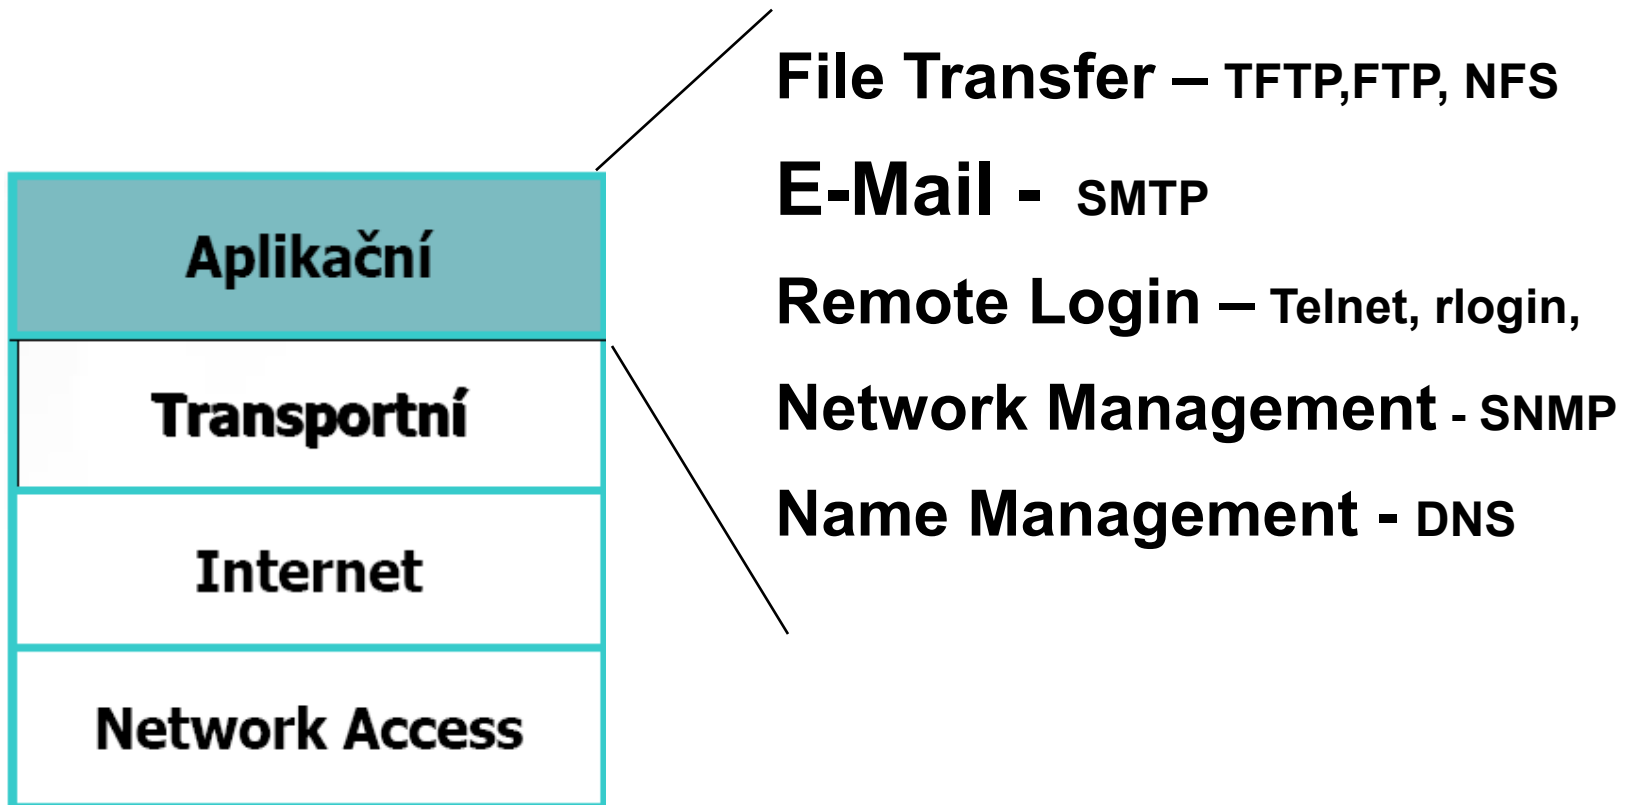 File Transfer – TFTP,FTP, NFS
E-Mail - SMTP
Remote Login – Telnet, rlogin,
Network Management - SNMP
Name Management - DNS
Aplikační
Transportní
Internet
Network Access